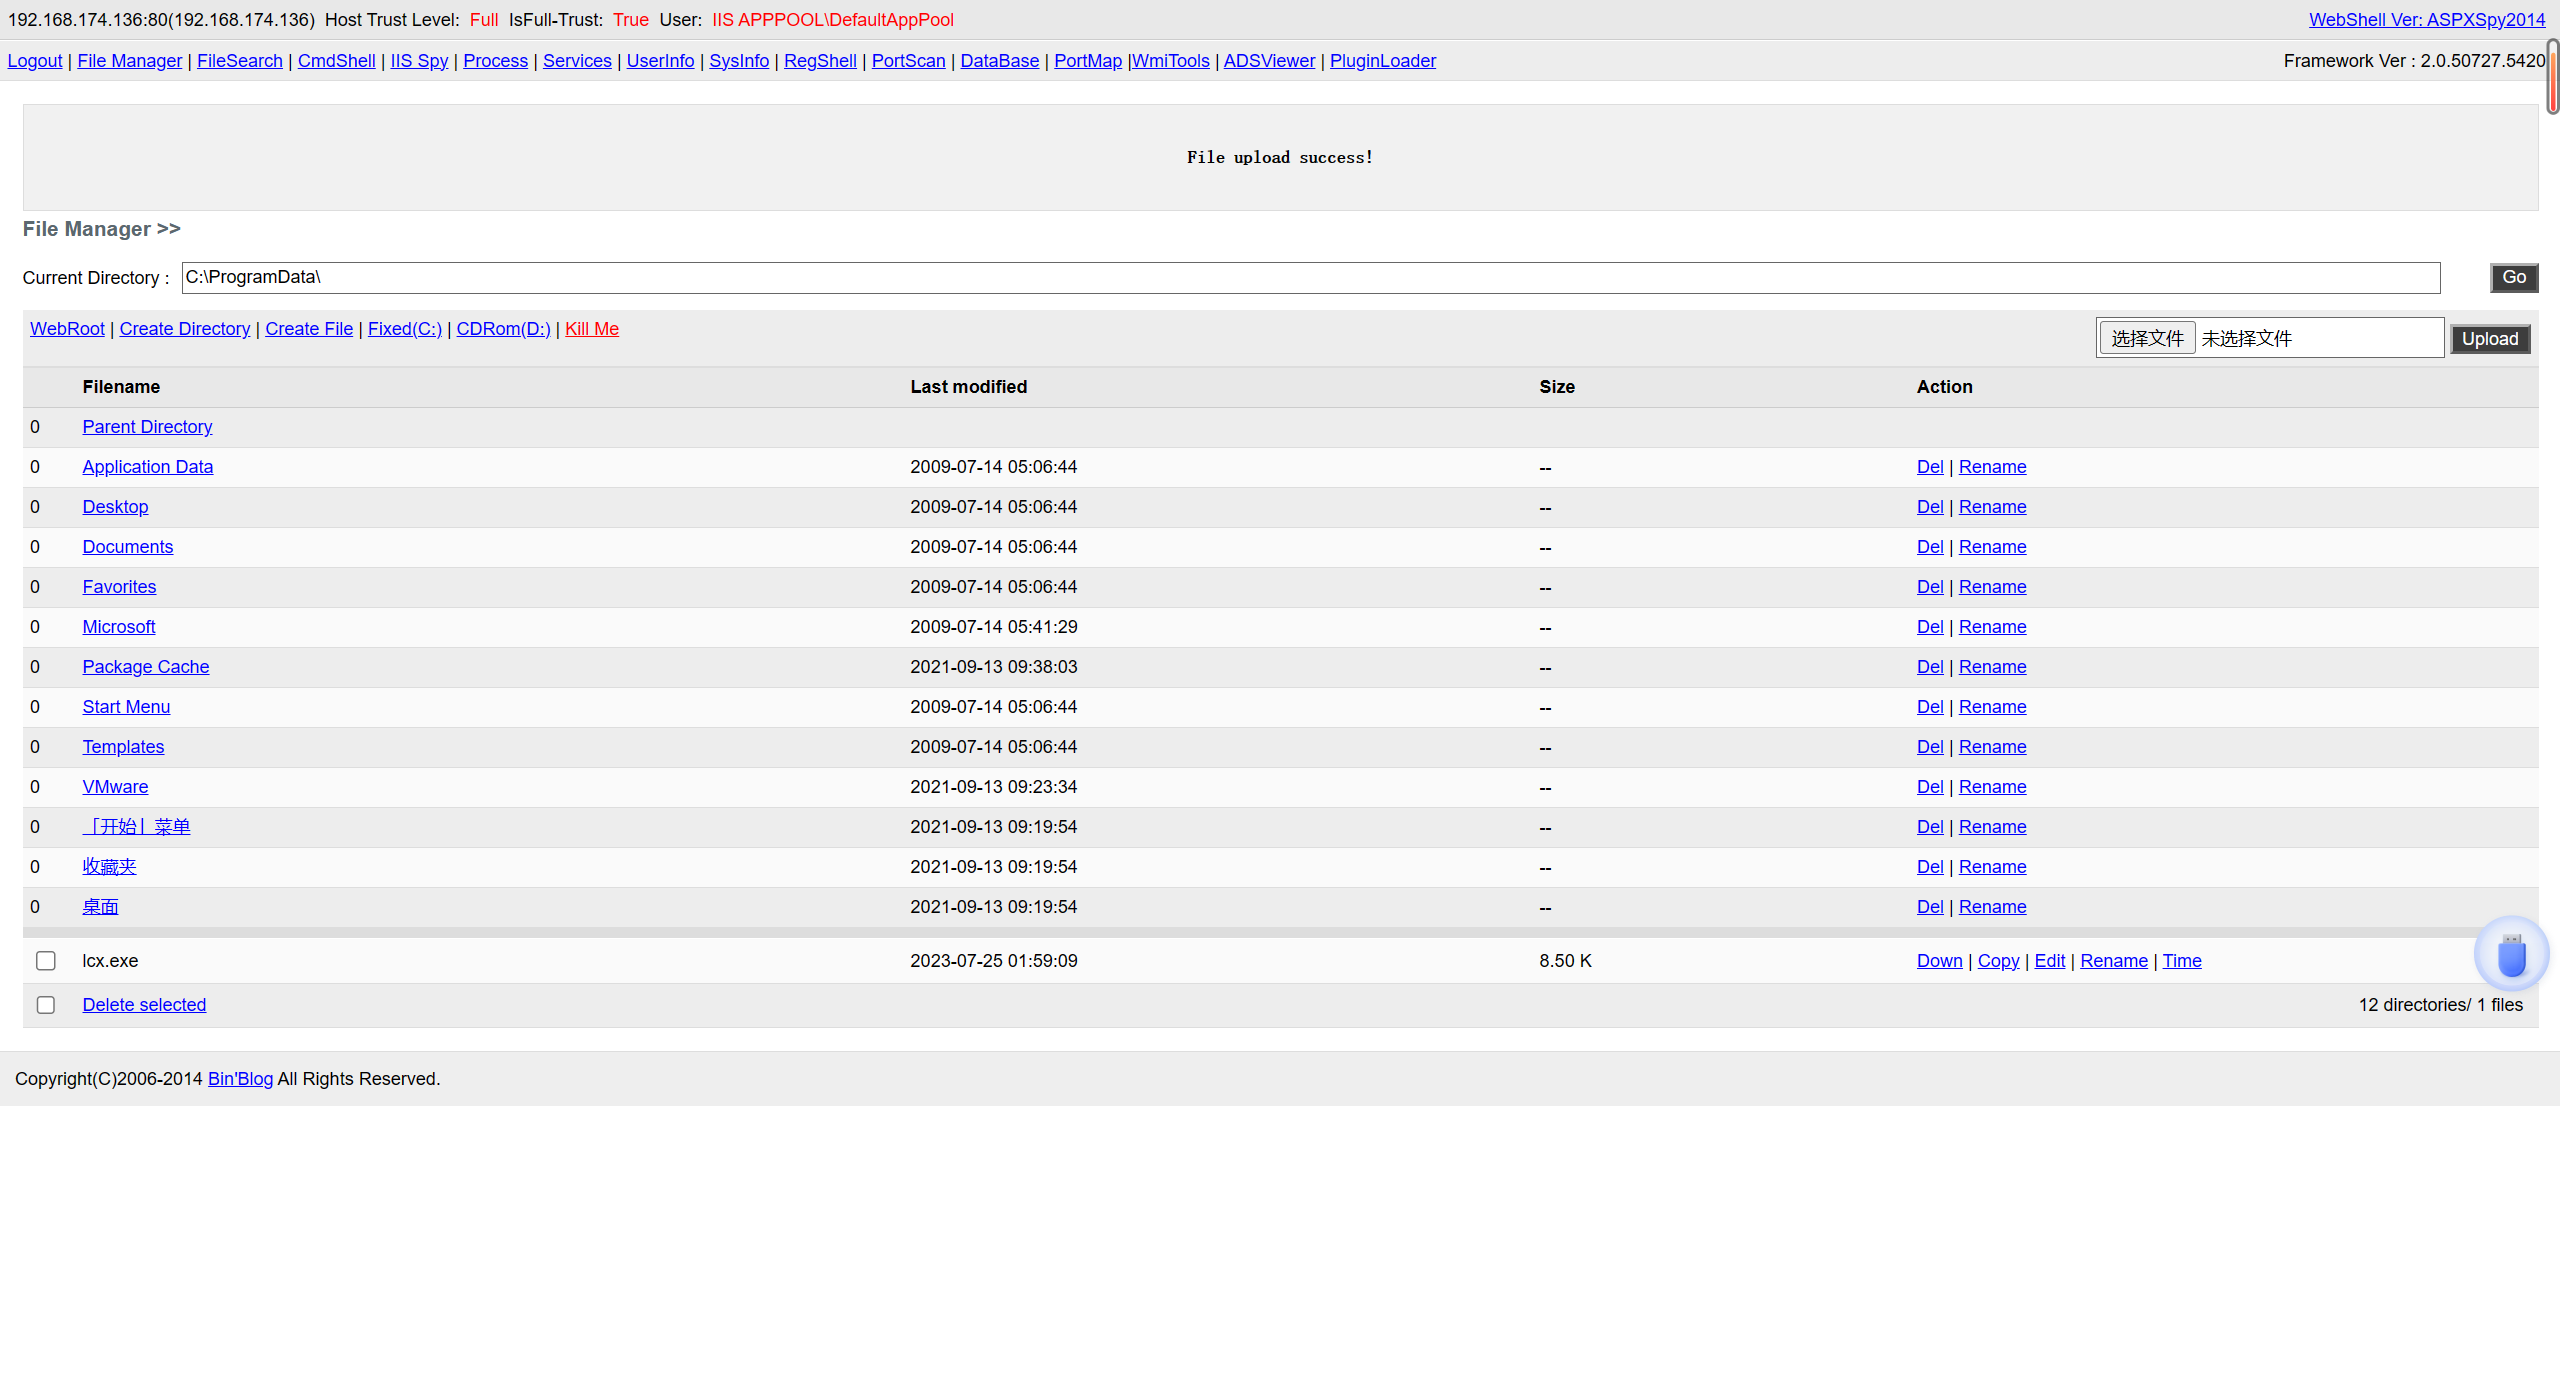 192.168.174.136:80(192.168.174.136) Host Trust Level: Full IsFull-Trust: True User: IIS APPPOOL\DefaultAppPool WebShell Ver: ASPXSpy2014
Logout | File Manager | FileSearch | CmdShell | IIS Spy | Process | Services | UserInfo | SysInfo | RegShell | PortScan | DataBase | PortMap |WmiTools | ADSViewer | PluginLoader Framework Ver : 2.0.50727.5420
File upload success!
File Manager >>
Current Directory : C:\ProgramData\ Go
WebRoot | Create Directory | Create File | Fixed(C:) | CDRom(D:) | Kill Me 选择文件 未选择文件 Upload
Filename Last modified Size Action
0 Parent Directory
0 Application Data 2009-07-14 05:06:44 -- Del | Rename
0 Desktop 2009-07-14 05:06:44 -- Del | Rename
0 Documents 2009-07-14 05:06:44 -- Del | Rename
0 Favorites 2009-07-14 05:06:44 -- Del | Rename
0 Microsoft 2009-07-14 05:41:29 -- Del | Rename
0 Package Cache 2021-09-13 09:38:03 -- Del | Rename
0 Start Menu 2009-07-14 05:06:44 -- Del | Rename
0 Templates 2009-07-14 05:06:44 -- Del | Rename
0 VMware 2021-09-13 09:23:34 -- Del | Rename
0 「开始」菜单 2021-09-13 09:19:54 -- Del | Rename
0 收藏夹 2021-09-13 09:19:54 -- Del | Rename
0 桌面 2021-09-13 09:19:54 -- Del | Rename
lcx.exe 2023-07-25 01:59:09 8.50 K Down | Copy | Edit | Rename | Time
Delete selected 12 directories/ 1 files
Copyright(C)2006-2014 Bin'Blog All Rights Reserved.